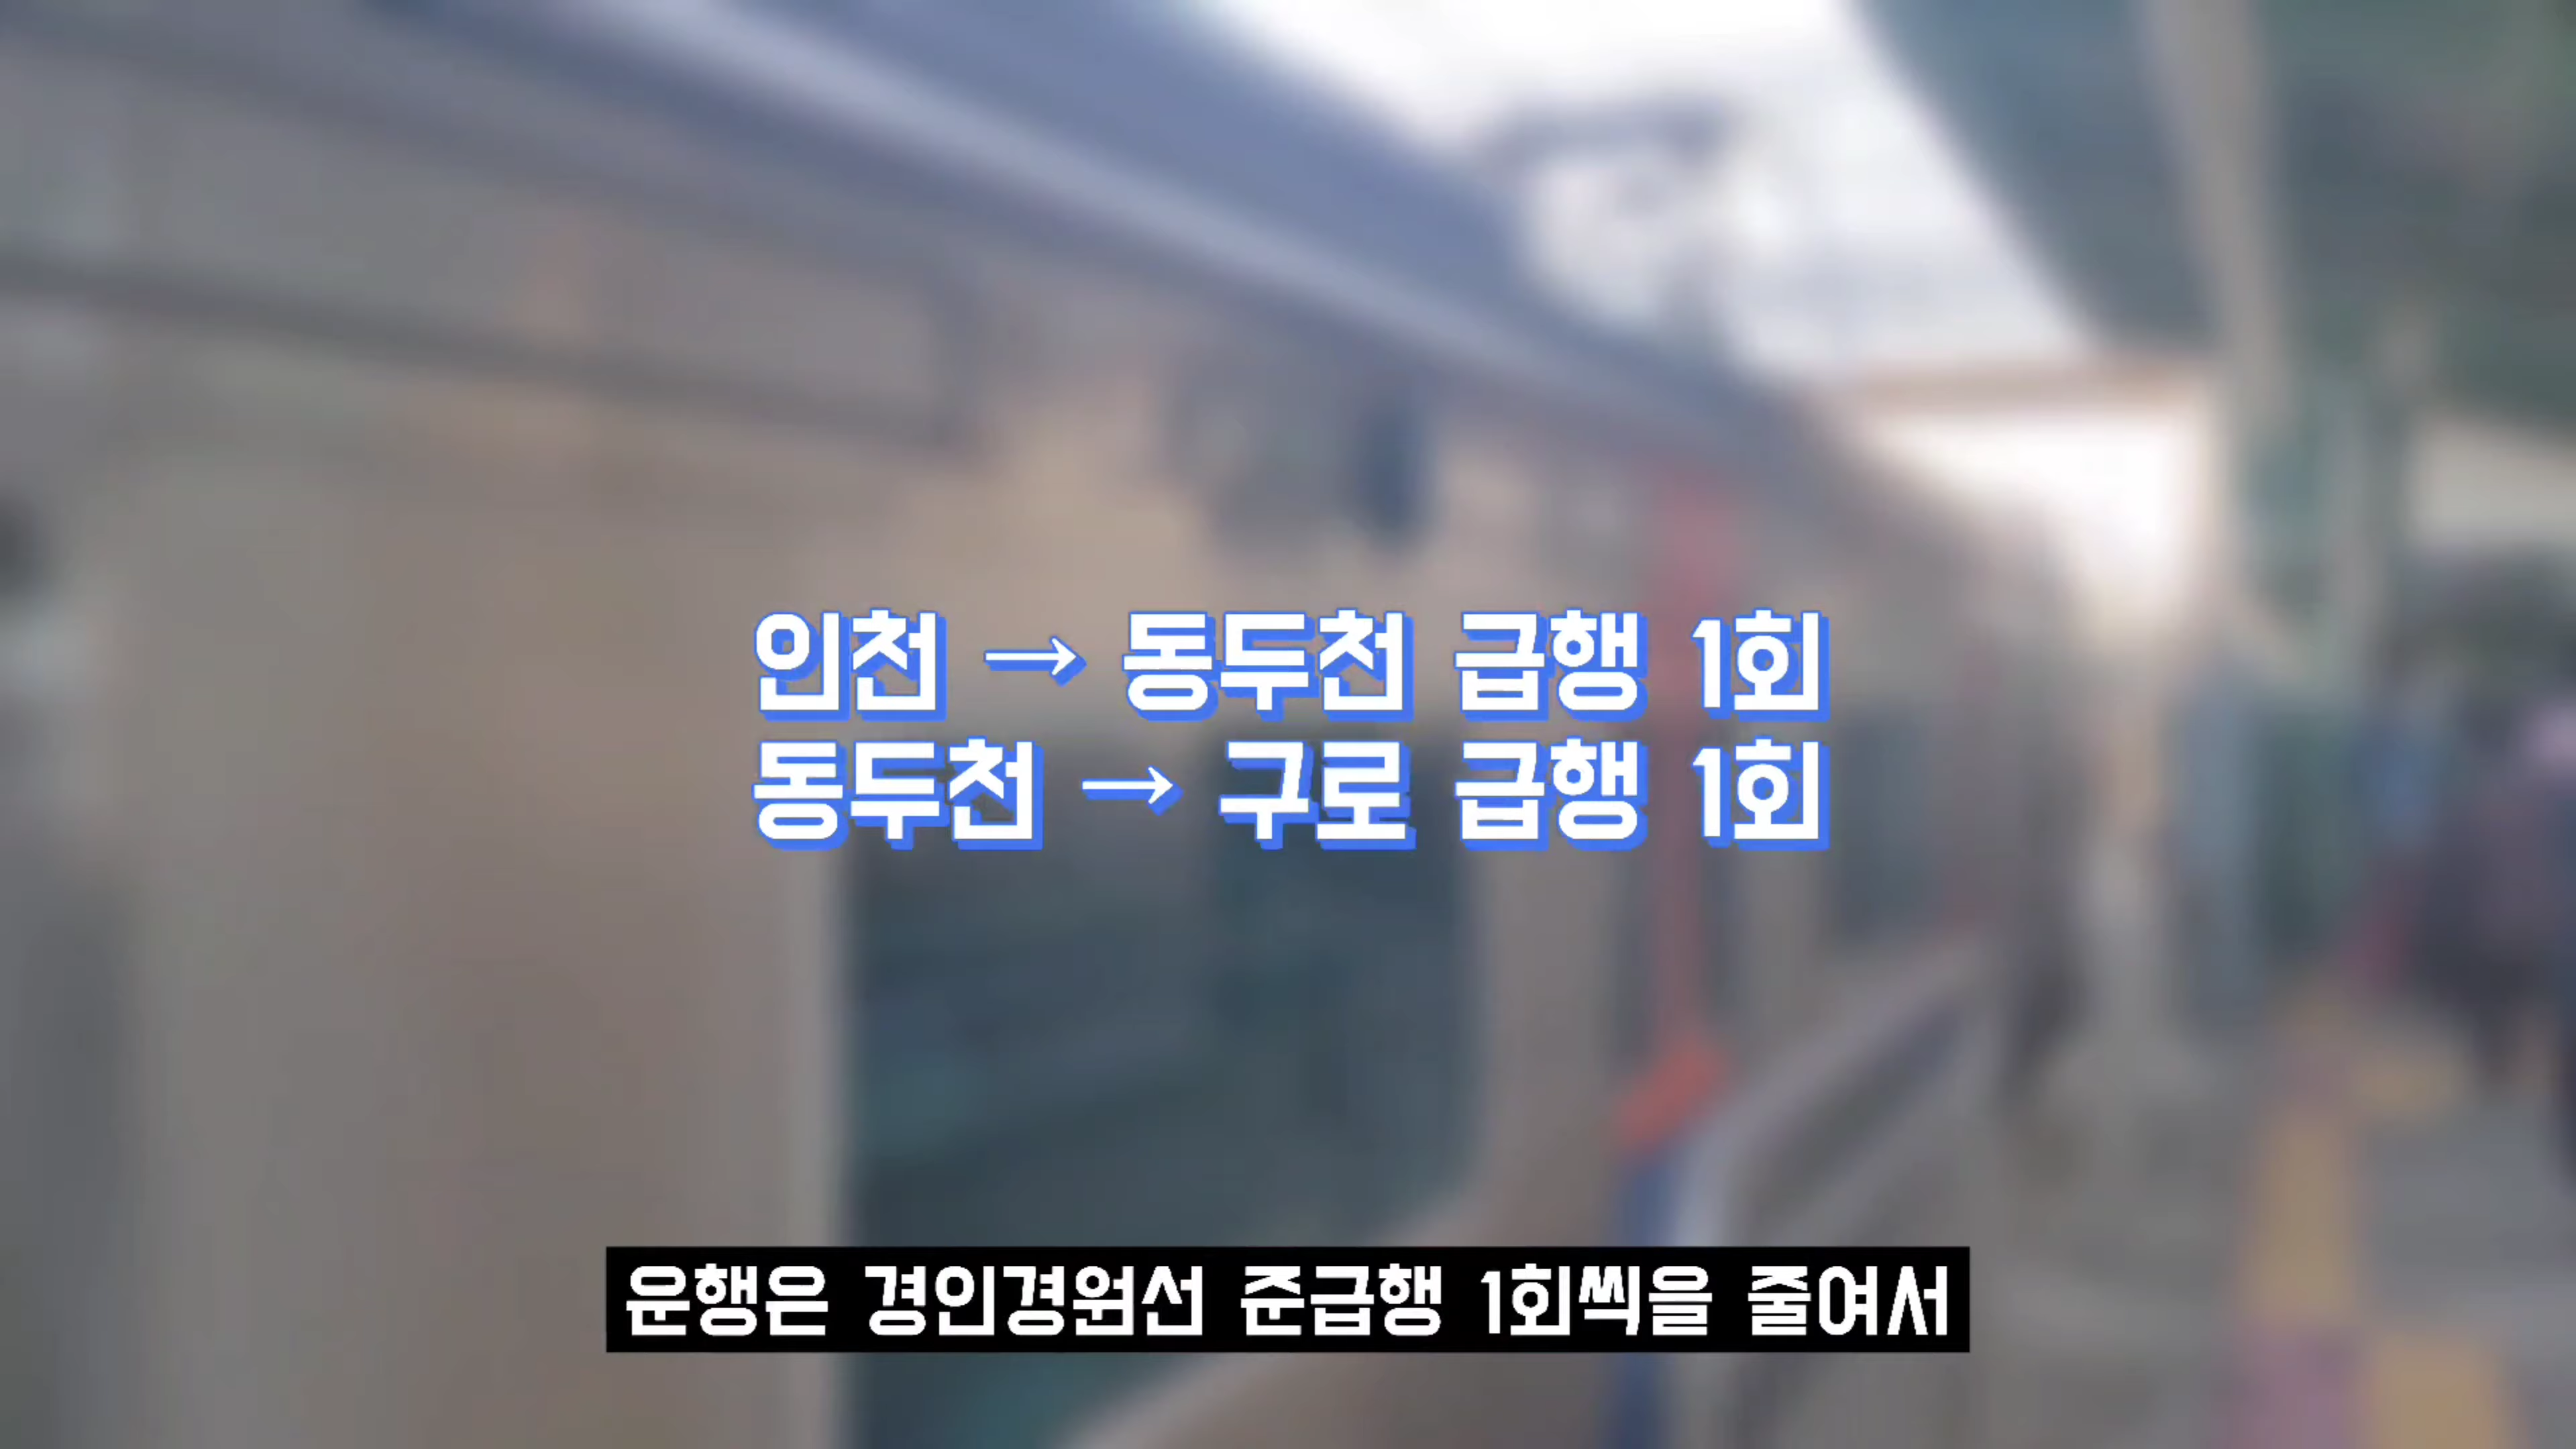 인천 → 동두천 급행 1회
동두천 → 구로 급행 1회
운행은 경인경원선 준급행 1회씩을 줄여서